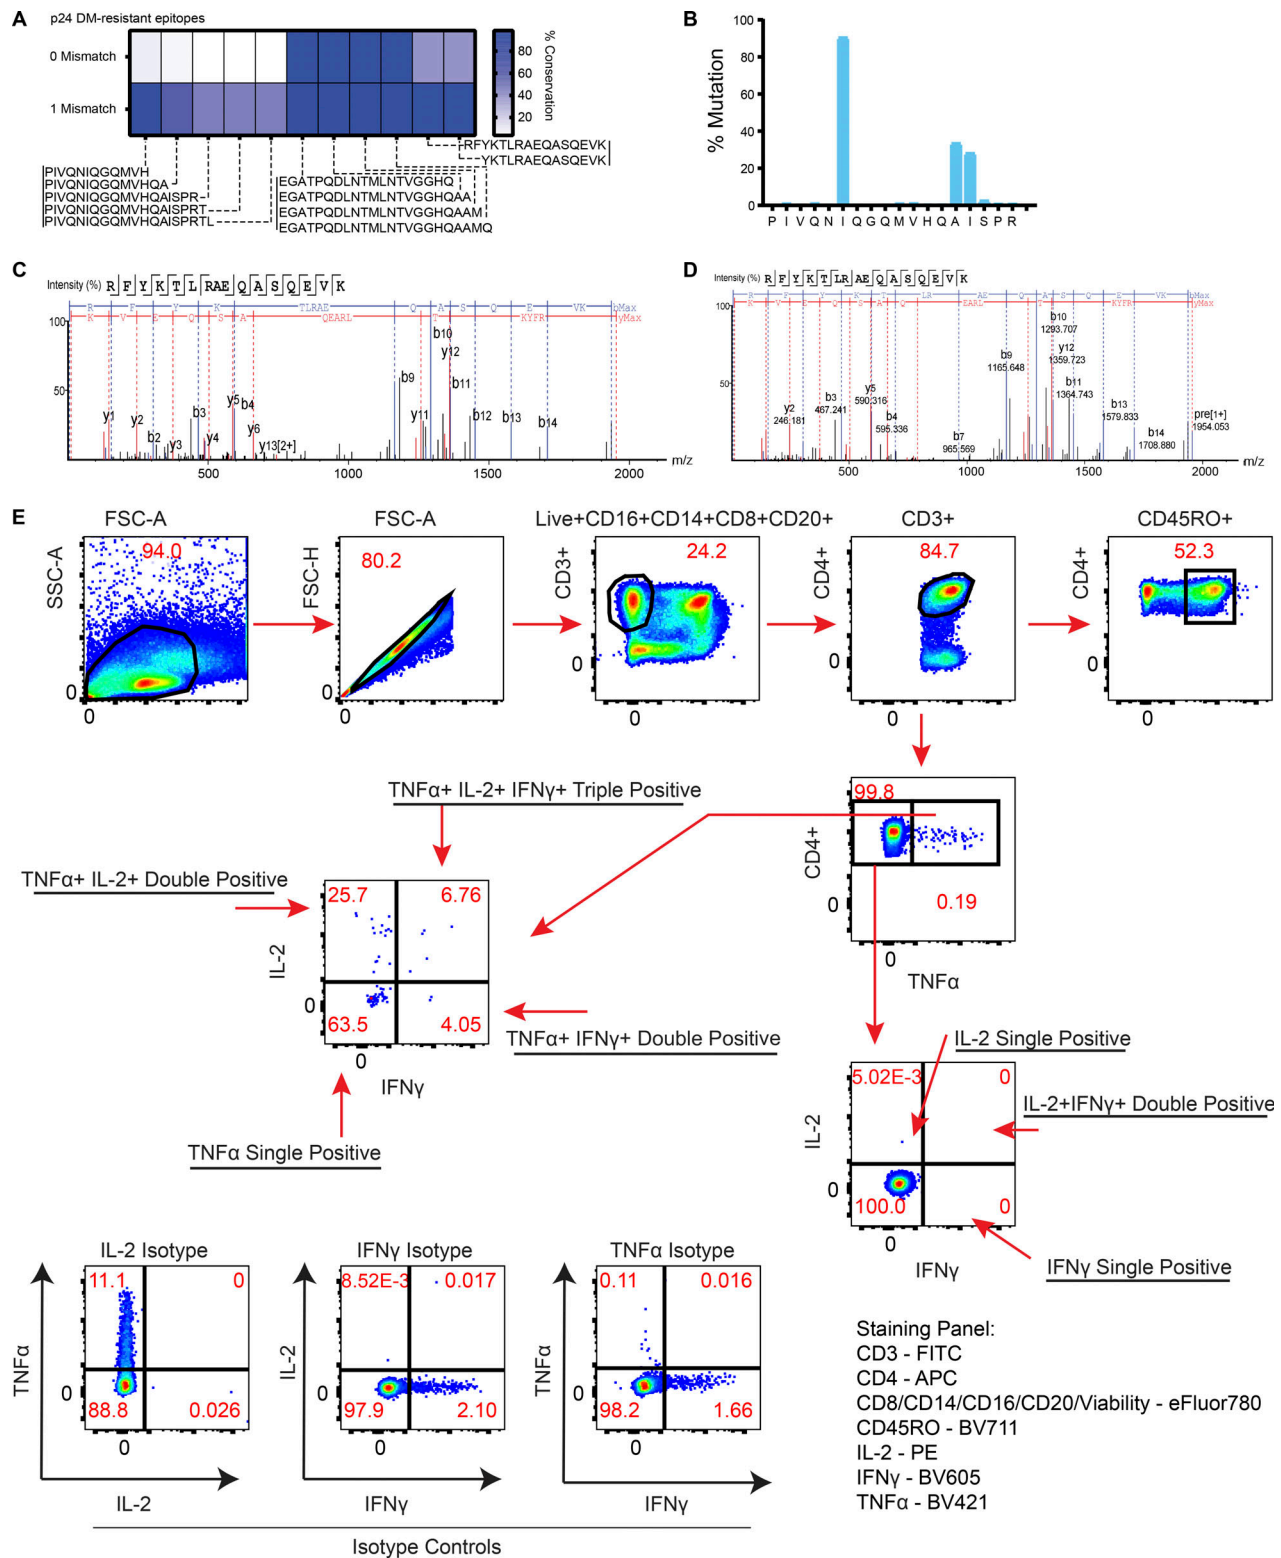 A
p24 DM-resistant epitopes
0 Mismatch
1 Mismatch
80
60
40
20
% Conservation
RFYKTLRAEQASQEVK
YKTLRAEQASQEVK
PIVQNIQGQMVH
PIVQNIQGQMVHQA
PIVQNIQGQMVHQAISPR
PIVQNIQGQMVHQAISPRT
PIVQNIQGQMVHQAISPRTL
EGATPQDLNTMLNTVGGHQ
EGATPQDLNTMLNTVGGHQAA
EGATPQDLNTMLNTVGGHQAAM
EGATPQDLNTMLNTVGGHQAAMQ
B
% Mutation
100
80
60
40
20
0
P I V Q N I Q G Q M V H Q A I S P R
C
Intensity (%)
R F Y K T L R A E Q A S Q E V K
R F Y K TLRAE Q A S Q E VK bMax
K V E Q S A QEARL T KYFR yMax
100
50
y1 y2 b2 y3 b3 y4 y5 b4 y6 y13[2+] b9 y11 b10 y12 b11 b12 b13 b14
500 1000 1500 2000 m/z
D
Intensity (%)
R F Y K T L R A E Q A S Q E V K
R F Y K T LR AE Q A S Q E VK bMax
K V E Q S A Q EARL T KYFR yMax
100
50
y2
246.181
b3
467.241
y5
590.316
b4
595.336
b7
965.569
b9
1165.648
b10
1293.707
y12
1359.723
b11
1364.743
b13
1579.833
b14
1708.880
pre[1+]
1954.053
500 1000 1500 2000 m/z
E
FSC-A
SSC-A
94.0
0
0
FSC-A
FSC-H
80.2
0
0
Live+CD16+CD14+CD8+CD20+
CD3+
24.2
0
0
CD3+
CD4+
84.7
0
0
CD45RO+
CD4+
52.3
0
0
TNFα+ IL-2+ IFNγ+ Triple Positive
TNFα+ IL-2+ Double Positive
25.7
6.76
63.5
4.05
IL-2
0
0
IFNγ
TNFα+ IFNγ+ Double Positive
TNFα Single Positive
99.8
0.19
CD4+
0
0
TNFα
IL-2 Single Positive
IL-2+IFNγ+ Double Positive
IFNγ Single Positive
5.02E-3
0
100.0
0
IL-2
0
0
IFNγ
IL-2 Isotype
11.1
0
88.8
0.026
TNFα
0
0
IL-2
IFNγ Isotype
8.52E-3
0.017
97.9
2.10
IL-2
0
0
IFNγ
TNFα Isotype
0.11
0.016
98.2
1.66
TNFα
0
0
IFNγ
Isotype Controls
Staining Panel:
CD3 - FITC
CD4 - APC
CD8/CD14/CD16/CD20/Viability - eFluor780
CD45RO - BV711
IL-2 - PE
IFNγ - BV605
TNFα - BV421